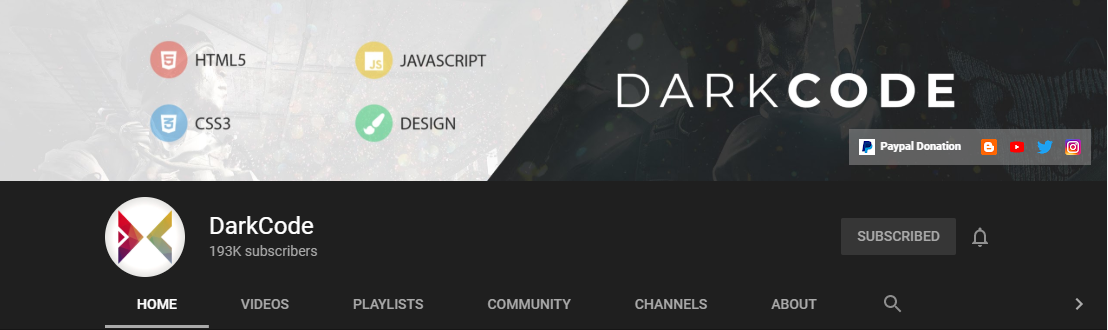 HTML5
JAVASCRIPT
CSS3
DESIGN
DARKCODE
Paypal Donation
DarkCode
193K subscribers
SUBSCRIBED
HOME VIDEOS PLAYLISTS COMMUNITY CHANNELS ABOUT